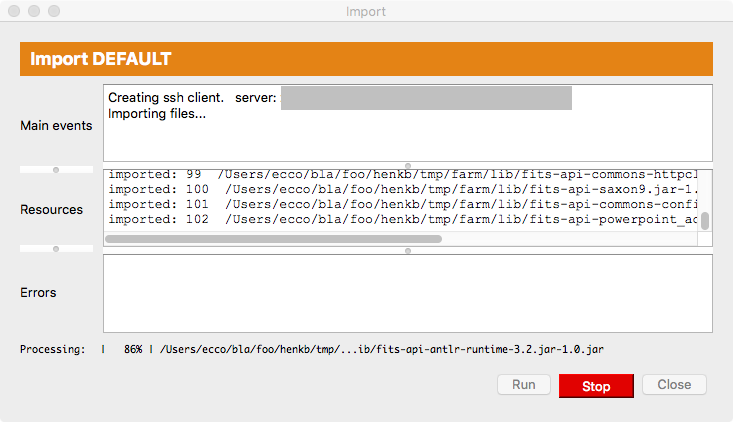 Import
Import DEFAULT
Main events
Creating ssh client. server:
Importing files...
Resources
imported: 99 /Users/ecco/bla/foo/henkb/tmp/farm/lib/fits-api-commons-httpcl
imported: 100 /Users/ecco/bla/foo/henkb/tmp/farm/lib/fits-api-saxon9.jar-1.
imported: 101 /Users/ecco/bla/foo/henkb/tmp/farm/lib/fits-api-commons-confi
imported: 102 /Users/ecco/bla/foo/henkb/tmp/farm/lib/fits-api-powerpoint_ac
Errors
Processing: | 86% | /Users/ecco/bla/foo/henkb/tmp/...ib/fits-api-antlr-runtime-3.2.jar-1.0.jar
Run Stop Close